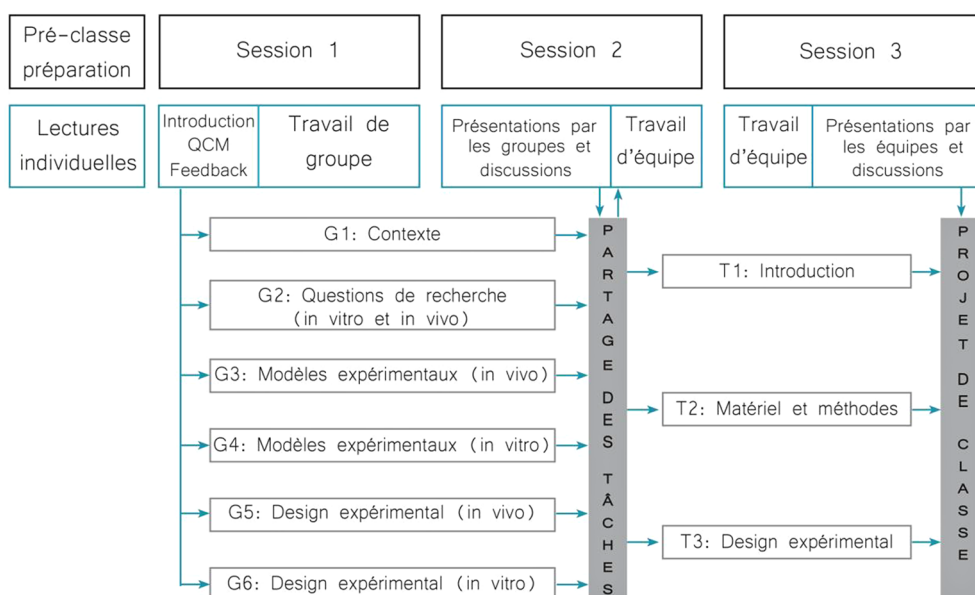 Pré-classe
préparation
Session 1
Session 2
Session 3
Lectures
individuelles
Introduction
QCM
Feedback
Travail de
groupe
Présentations par
les groupes et
discussions
Travail
d'équipe
Travail
d'équipe
Présentations par
les équipes et
discussions
G1: Contexte
G2: Questions de recherche
(in vitro et in vivo)
G3: Modèles expérimentaux (in vivo)
G4: Modèles expérimentaux (in vitro)
G5: Design expérimental (in vivo)
G6: Design expérimental (in vitro)
PARTAGE DES TÂCHES
T1: Introduction
T2: Matériel et méthodes
T3: Design expérimental
PROJET DE CLASSE